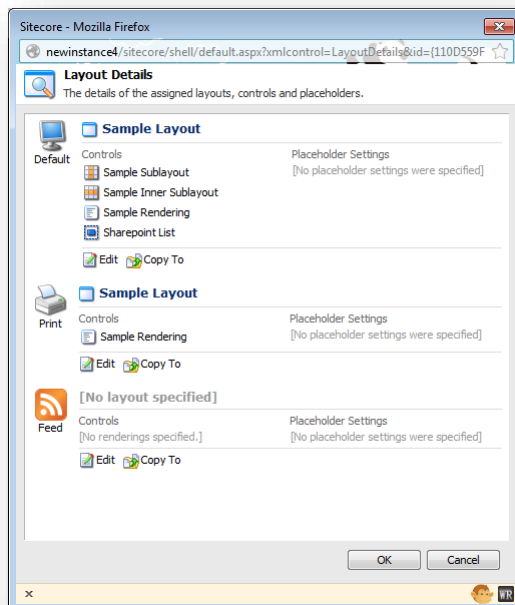 Sitecore - Mozilla Firefox
newinstance4/sitecore/shell/default.aspx?xmlcontrol=LayoutDetails&id={110D559F
Layout Details
The details of the assigned layouts, controls and placeholders.
Default
Sample Layout
Controls
Placeholder Settings
Sample Sublayout
[No placeholder settings were specified]
Sample Inner Sublayout
Sample Rendering
Sharepoint List
Edit Copy To
Print
Sample Layout
Controls
Placeholder Settings
Sample Rendering
[No placeholder settings were specified]
Edit Copy To
Feed
[No layout specified]
Controls
Placeholder Settings
[No renderings specified.]
[No placeholder settings were specified]
Edit Copy To
OK Cancel
x
WR